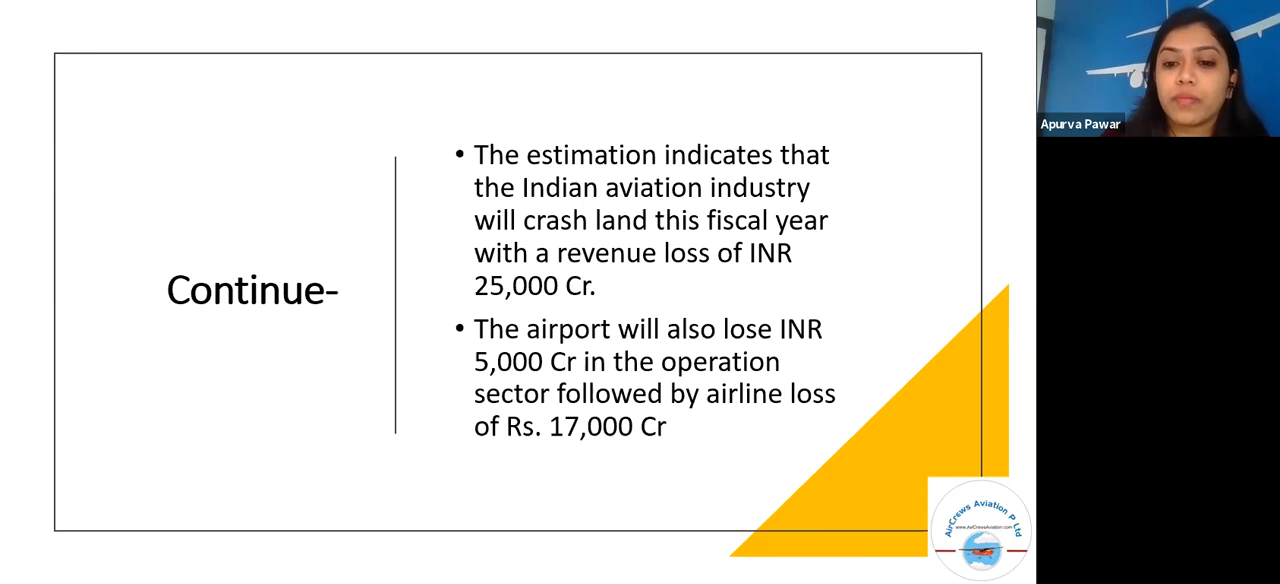 Continue-
• The estimation indicates that
the Indian aviation industry
will crash land this fiscal year
with a revenue loss of INR
25,000 Cr.
• The airport will also lose INR
5,000 Cr in the operation
sector followed by airline loss
of Rs. 17,000 Cr
Apurva Pawar
AirCrews Aviation P Ltd
www.AirCrewsAviation.com